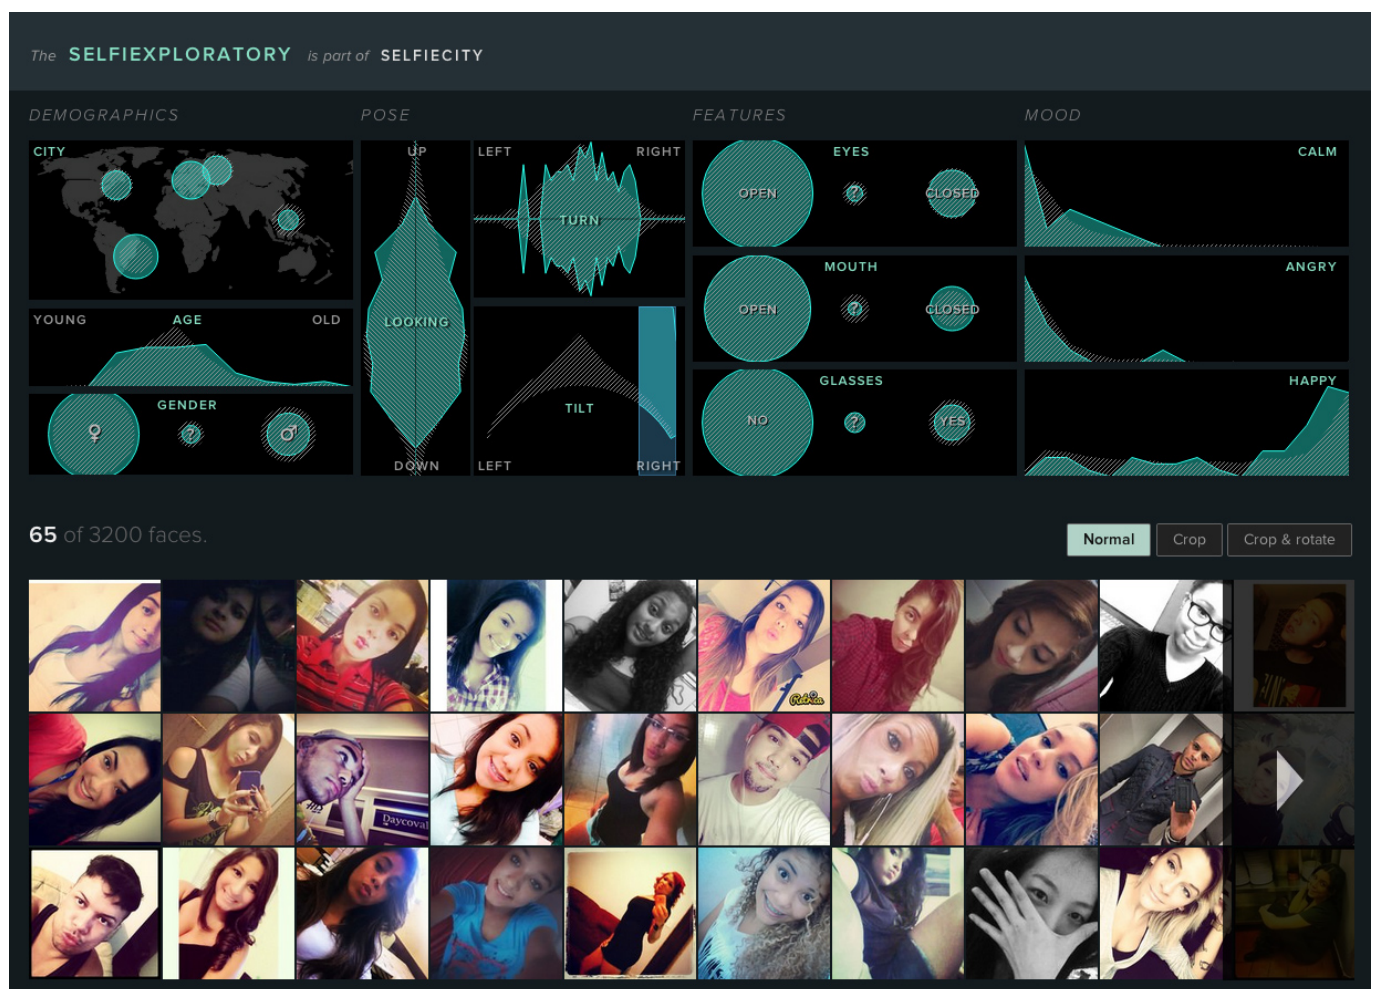 The SELFIEXPLORATORY is part of SELFIECITY
DEMOGRAPHICS
POSE
FEATURES
MOOD
CITY
UP
LEFT
RIGHT
TURN
EYES
OPEN
?
CLOSED
CALM
YOUNG
AGE
OLD
LOOKING
TILT
MOUTH
OPEN
?
CLOSED
ANGRY
GENDER
♀
?
♂
DOWN
LEFT
RIGHT
GLASSES
NO
?
YES
HAPPY
65 of 3200 faces.
Normal
Crop
Crop & rotate
Retrica
Daycoval